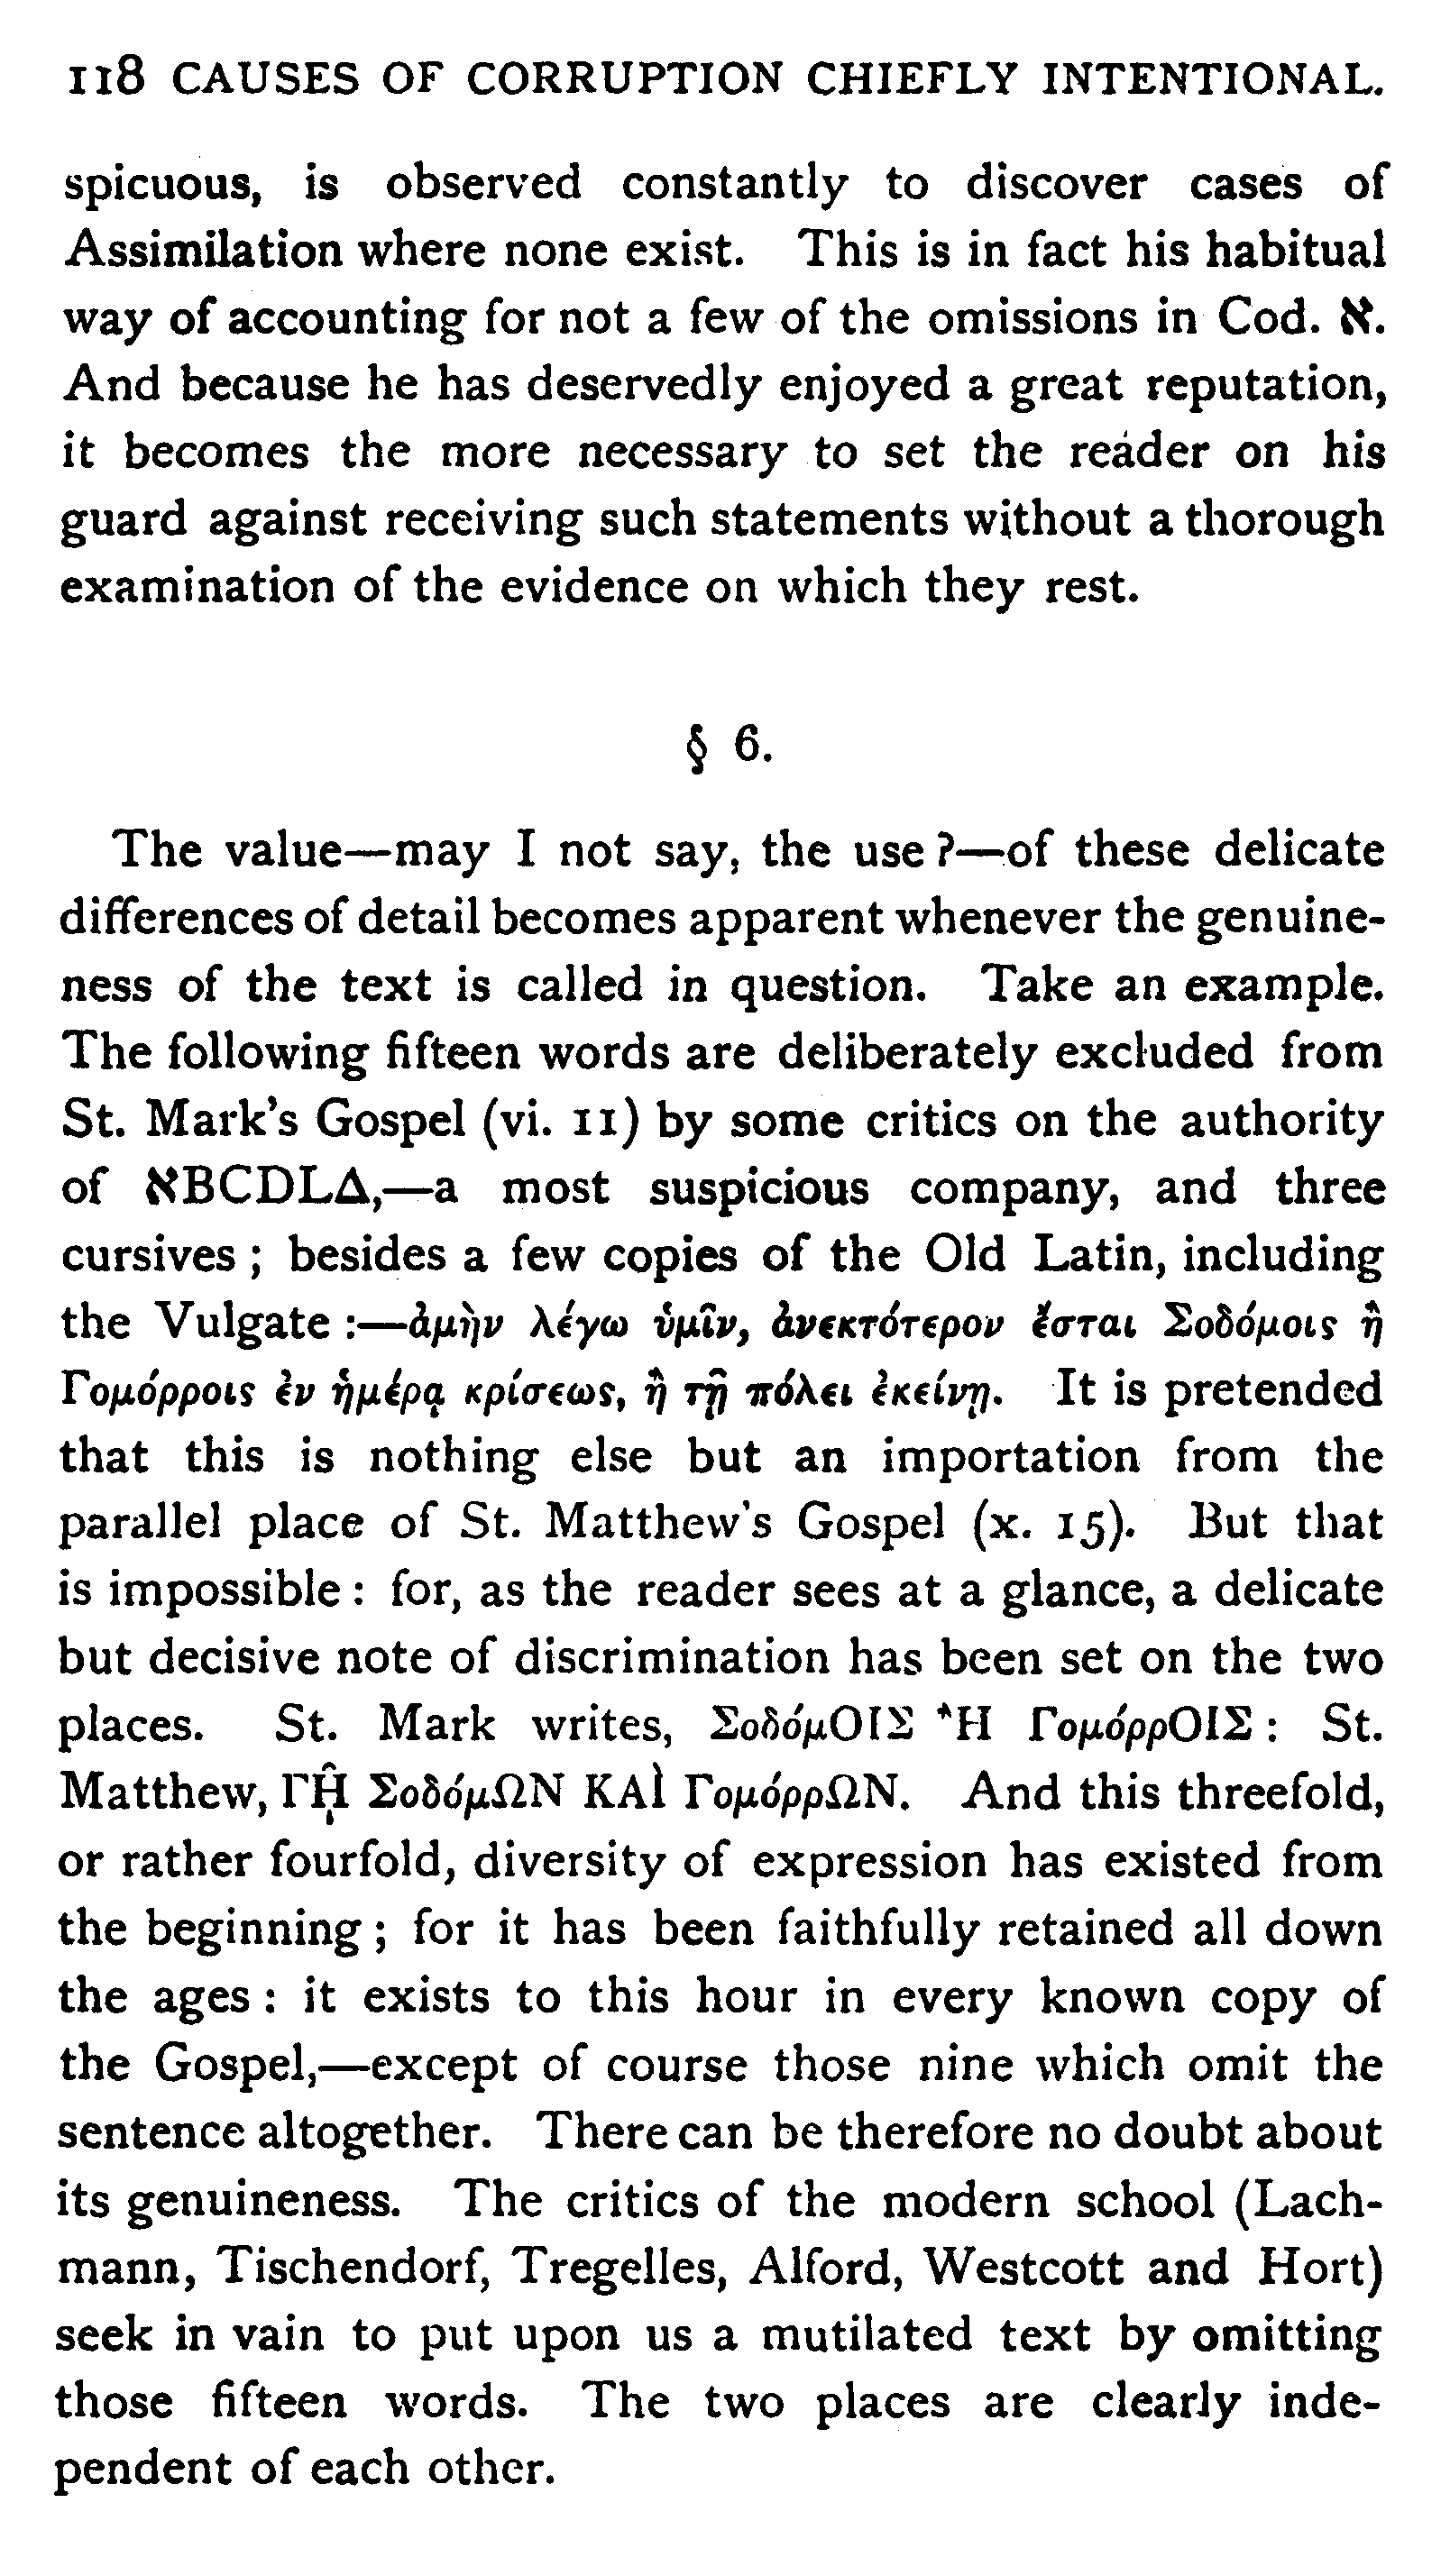 118 CAUSES OF CORRUPTION CHIEFLY INTENTIONAL.
spicuous, is observed constantly to discover cases of
Assimilation where none exist. This is in fact his habitual
way of accounting for not a few of the omissions in Cod. א.
And because he has deservedly enjoyed a great reputation,
it becomes the more necessary to set the reader on his
guard against receiving such statements without a thorough
examination of the evidence on which they rest.
§ 6.
The value—may I not say, the use?—of these delicate
differences of detail becomes apparent whenever the genuine-
ness of the text is called in question. Take an example.
The following fifteen words are deliberately excluded from
St. Mark's Gospel (vi. 11) by some critics on the authority
of אBCDLΔ,—a most suspicious company, and three
cursives; besides a few copies of the Old Latin, including
the Vulgate:—ἀμὴν λέγω ὑμῖν, ἀνεκτότερον ἔσται Σοδόμοις ἢ
Γομόρροις ἐν ἡμέρᾳ κρίσεως, ἢ τῇ πόλει ἐκείνῃ. It is pretended
that this is nothing else but an importation from the
parallel place of St. Matthew's Gospel (x. 15). But that
is impossible: for, as the reader sees at a glance, a delicate
but decisive note of discrimination has been set on the two
places. St. Mark writes, ΣοδόμΟΙΣ Ἢ ΓομόρρΟΙΣ: St.
Matthew, Γῌ͂ ΣοδόμΩΝ ΚΑὶ ΓομόρρΩΝ. And this threefold,
or rather fourfold, diversity of expression has existed from
the beginning; for it has been faithfully retained all down
the ages: it exists to this hour in every known copy of
the Gospel,—except of course those nine which omit the
sentence altogether. There can be therefore no doubt about
its genuineness. The critics of the modern school (Lach-
mann, Tischendorf, Tregelles, Alford, Westcott and Hort)
seek in vain to put upon us a mutilated text by omitting
those fifteen words. The two places are clearly inde-
pendent of each other.